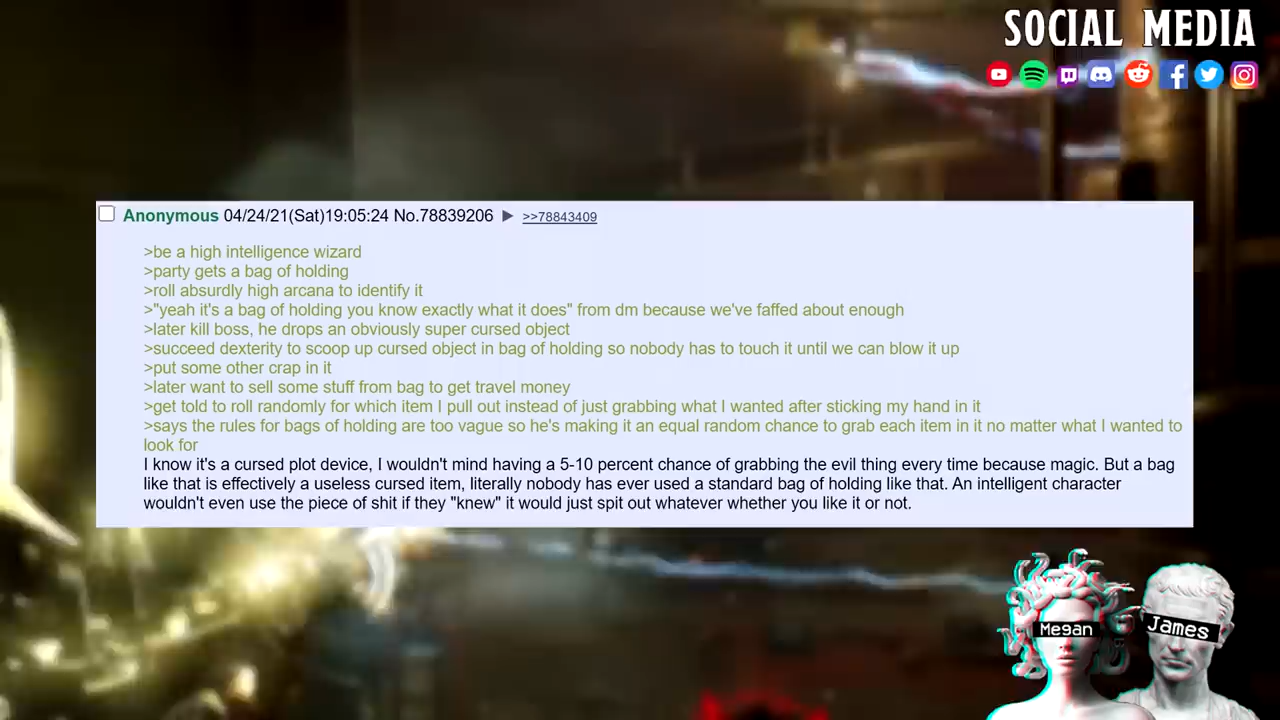 SOCIAL MEDIA
Anonymous 04/24/21(Sat)19:05:24 No.78839206 ▶ >>78843409
>be a high intelligence wizard
>party gets a bag of holding
>roll absurdly high arcana to identify it
>"yeah it's a bag of holding you know exactly what it does" from dm because we've faffed about enough
>later kill boss, he drops an obviously super cursed object
>succeed dexterity to scoop up cursed object in bag of holding so nobody has to touch it until we can blow it up
>put some other crap in it
>later want to sell some stuff from bag to get travel money
>get told to roll randomly for which item I pull out instead of just grabbing what I wanted after sticking my hand in it
>says the rules for bags of holding are too vague so he's making it an equal random chance to grab each item in it no matter what I wanted to
look for
I know it's a cursed plot device, I wouldn't mind having a 5-10 percent chance of grabbing the evil thing every time because magic. But a bag
like that is effectively a useless cursed item, literally nobody has ever used a standard bag of holding like that. An intelligent character
wouldn't even use the piece of shit if they "knew" it would just spit out whatever whether you like it or not.
Megan
James